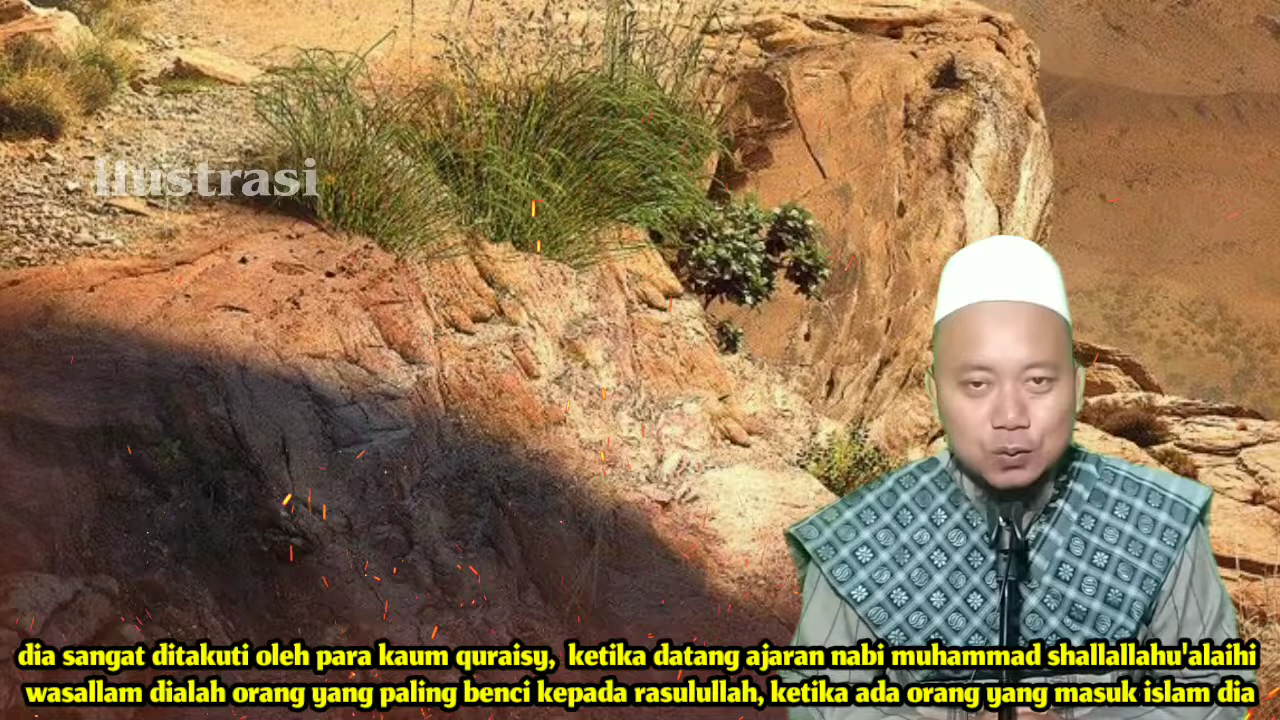 Ilustrasi
dia sangat ditakuti oleh para kaum quraisy, ketika datang ajaran nabi muhammad shallallahu'alaihi
wasallam dialah orang yang paling benci kepada rasulullah, ketika ada orang yang masuk islam dia